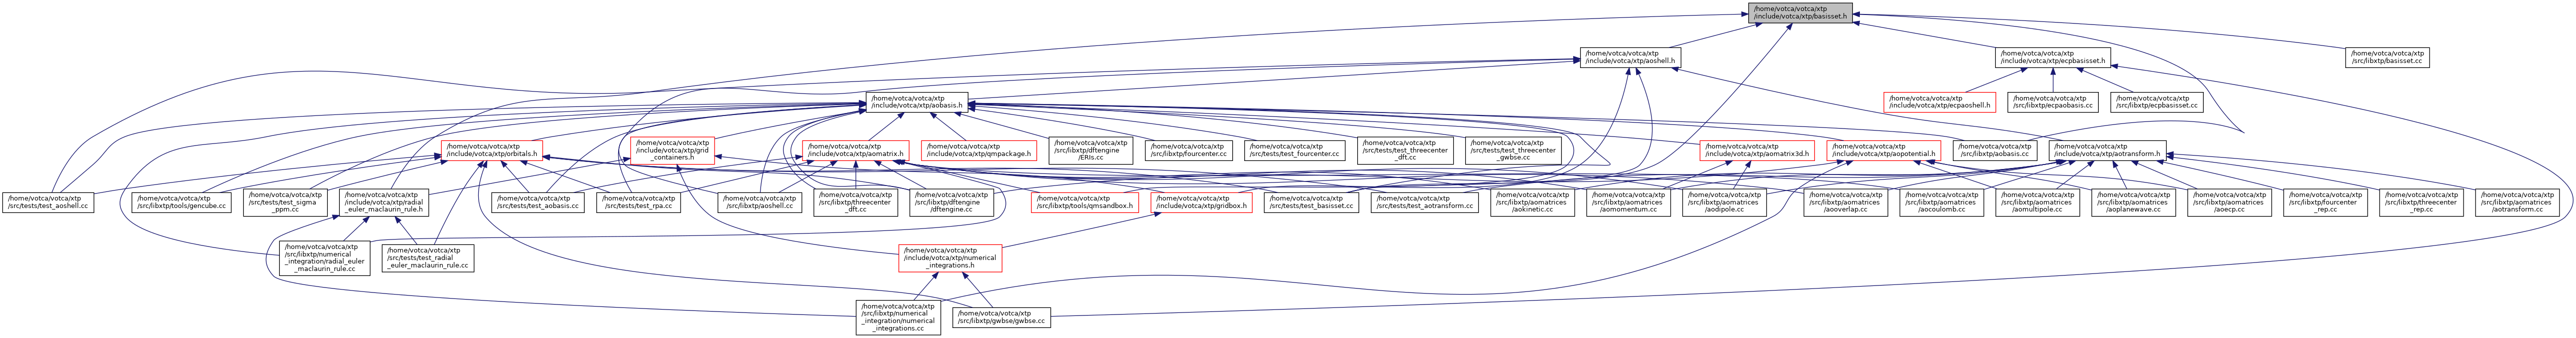 /home/votca/votca/xtp
/include/votca/xtp/basisset.h
/home/votca/votca/xtp
/include/votca/xtp/aoshell.h
/home/votca/votca/xtp
/include/votca/xtp/ecpbasisset.h
/home/votca/votca/xtp
/src/libxtp/basisset.cc
/home/votca/votca/xtp
/include/votca/xtp/aobasis.h
/home/votca/votca/xtp
/include/votca/xtp/ecpaoshell.h
/home/votca/votca/xtp
/src/libxtp/ecpaobasis.cc
/home/votca/votca/xtp
/src/libxtp/ecpbasisset.cc
/home/votca/votca/xtp
/include/votca/xtp/orbitals.h
/home/votca/votca/xtp
/include/votca/xtp/grid
_containers.h
/home/votca/votca/xtp
/include/votca/xtp/aomatrix.h
/home/votca/votca/xtp
/include/votca/xtp/qmpackage.h
/home/votca/votca/xtp
/src/libxtp/dftengine
/ERIs.cc
/home/votca/votca/xtp
/src/libxtp/fourcenter.cc
/home/votca/votca/xtp
/src/tests/test_fourcenter.cc
/home/votca/votca/xtp
/src/tests/test_threecenter
_dft.cc
/home/votca/votca/xtp
/src/tests/test_threecenter
_gwbse.cc
/home/votca/votca/xtp
/include/votca/xtp/aomatrix3d.h
/home/votca/votca/xtp
/include/votca/xtp/aopotential.h
/home/votca/votca/xtp
/src/libxtp/aobasis.cc
/home/votca/votca/xtp
/include/votca/xtp/aotransform.h
/home/votca/votca/xtp
/src/tests/test_aoshell.cc
/home/votca/votca/xtp
/src/libxtp/tools/gencube.cc
/home/votca/votca/xtp
/src/tests/test_sigma
_ppm.cc
/home/votca/votca/xtp
/include/votca/xtp/radial
_euler_maclaurin_rule.h
/home/votca/votca/xtp
/src/tests/test_aobasis.cc
/home/votca/votca/xtp
/src/tests/test_rpa.cc
/home/votca/votca/xtp
/src/libxtp/aoshell.cc
/home/votca/votca/xtp
/src/libxtp/threecenter
_dft.cc
/home/votca/votca/xtp
/src/libxtp/dftengine
/dftengine.cc
/home/votca/votca/xtp
/src/libxtp/tools/qmsandbox.h
/home/votca/votca/xtp
/include/votca/xtp/gridbox.h
/home/votca/votca/xtp
/src/tests/test_basisset.cc
/home/votca/votca/xtp
/src/tests/test_aotransform.cc
/home/votca/votca/xtp
/src/libxtp/aomatrices
/aokinetic.cc
/home/votca/votca/xtp
/src/libxtp/aomatrices
/aomomentum.cc
/home/votca/votca/xtp
/src/libxtp/aomatrices
/aodipole.cc
/home/votca/votca/xtp
/src/libxtp/aomatrices
/aooverlap.cc
/home/votca/votca/xtp
/src/libxtp/aomatrices
/aocoulomb.cc
/home/votca/votca/xtp
/src/libxtp/aomatrices
/aomultipole.cc
/home/votca/votca/xtp
/src/libxtp/aomatrices
/aoplanewave.cc
/home/votca/votca/xtp
/src/libxtp/aomatrices
/aoecp.cc
/home/votca/votca/xtp
/src/libxtp/fourcenter
_rep.cc
/home/votca/votca/xtp
/src/libxtp/threecenter
_rep.cc
/home/votca/votca/xtp
/src/libxtp/aomatrices
/aotransform.cc
/home/votca/votca/xtp
/src/libxtp/numerical
_integration/radial_euler
_maclaurin_rule.cc
/home/votca/votca/xtp
/src/tests/test_radial
_euler_maclaurin_rule.cc
/home/votca/votca/xtp
/include/votca/xtp/numerical
_integrations.h
/home/votca/votca/xtp
/src/libxtp/numerical
_integration/numerical
_integrations.cc
/home/votca/votca/xtp
/src/libxtp/gwbse/gwbse.cc